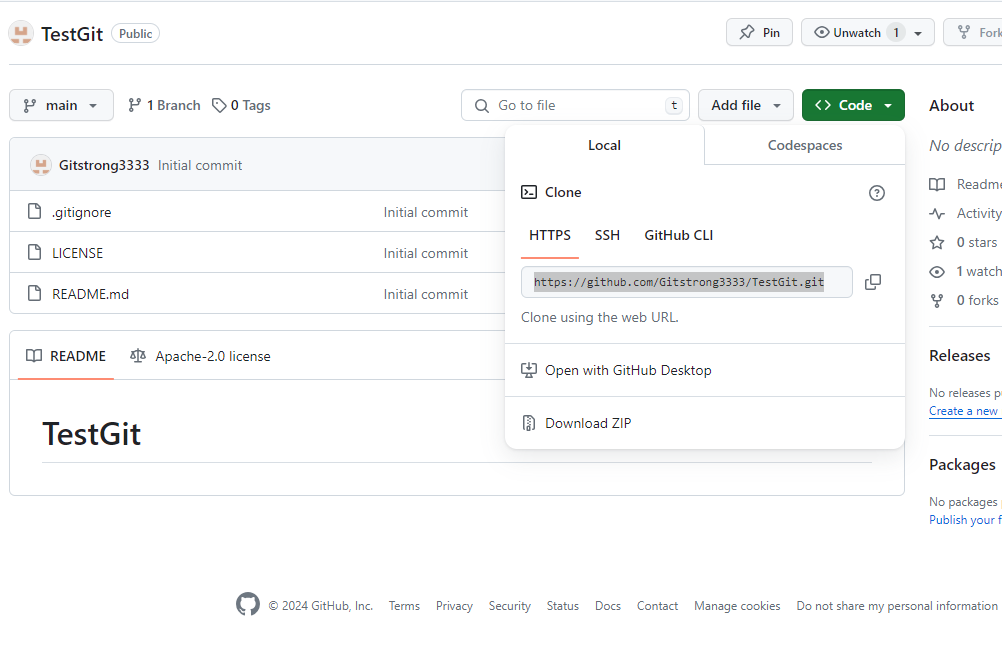 TestGit Public Pin Unwatch 1 Fork
main 1 Branch 0 Tags Go to file t Add file Code About
Local Codespaces
No descrip
Gitstrong3333 Initial commit
Clone
Readme
.gitignore Initial commit
Activity
HTTPS SSH GitHub CLI
0 stars
LICENSE Initial commit
1 watch
https://github.com/Gitstrong3333/TestGit.git
README.md Initial commit
0 forks
Clone using the web URL.
README Apache-2.0 license
Releases
Open with GitHub Desktop
No releases p
Create a new
Download ZIP
TestGit
Packages
No packages
Publish your f
© 2024 GitHub, Inc. Terms Privacy Security Status Docs Contact Manage cookies Do not share my personal information